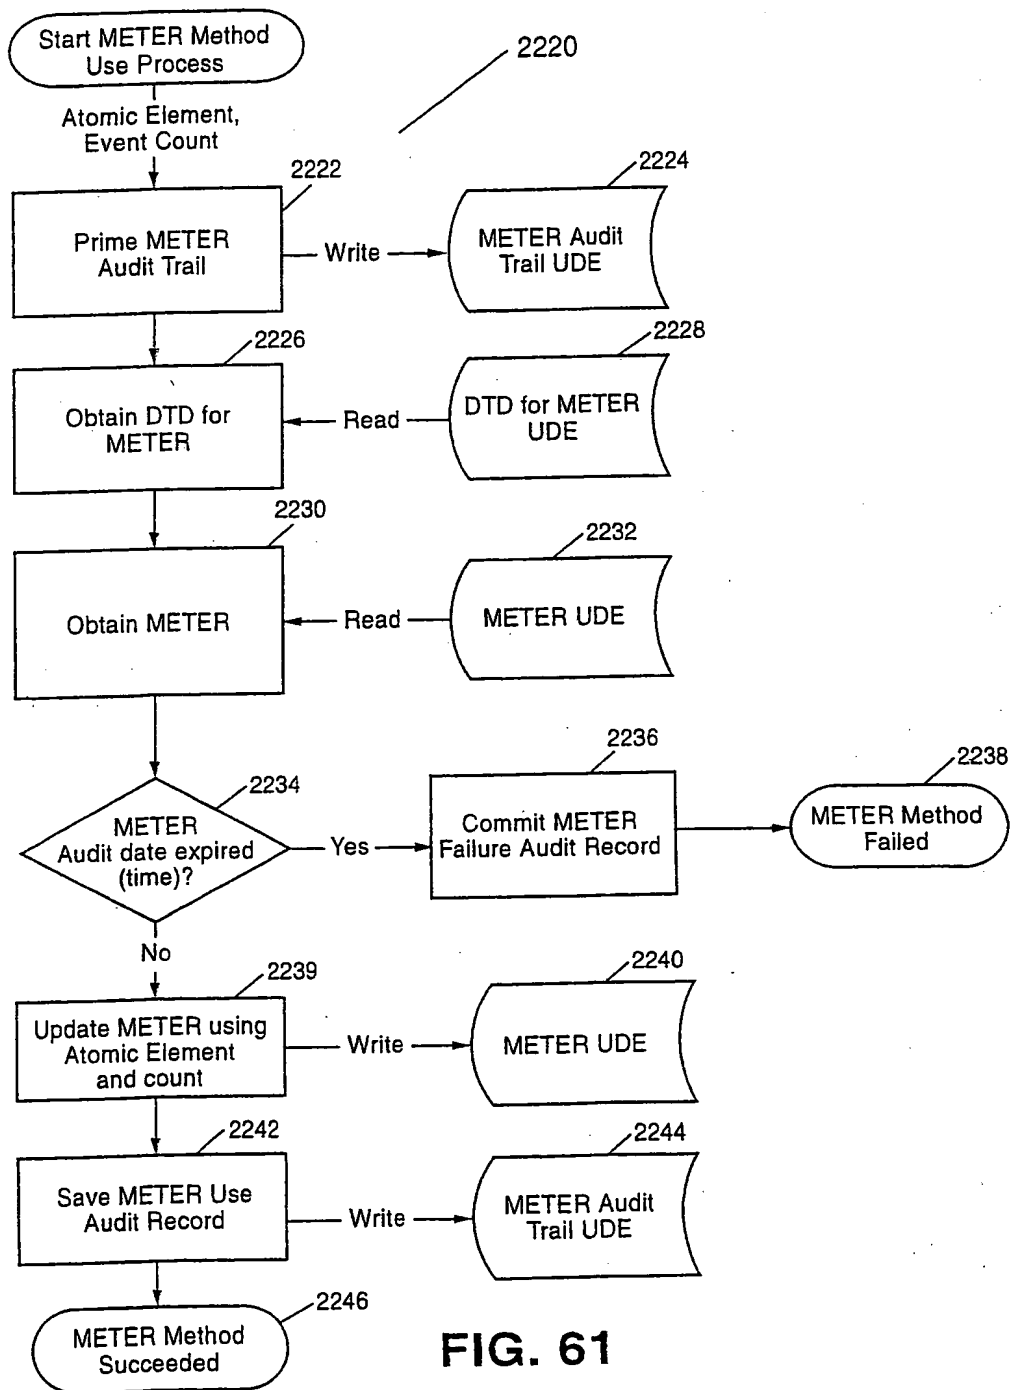 Start METER Method
Use Process
2220
Atomic Element,
Event Count
2222
Prime METER
Audit Trail
Write
2224
METER Audit
Trail UDE
2226
Obtain DTD for
METER
Read
2228
DTD for METER
UDE
2230
Obtain METER
Read
2232
METER UDE
2234
METER
Audit date expired
(time)?
Yes
2236
Commit METER
Failure Audit Record
2238
METER Method
Failed
No
2239
Update METER using
Atomic Element
and count
Write
2240
METER UDE
2242
Save METER Use
Audit Record
Write
2244
METER Audit
Trail UDE
2246
METER Method
Succeeded
FIG. 61